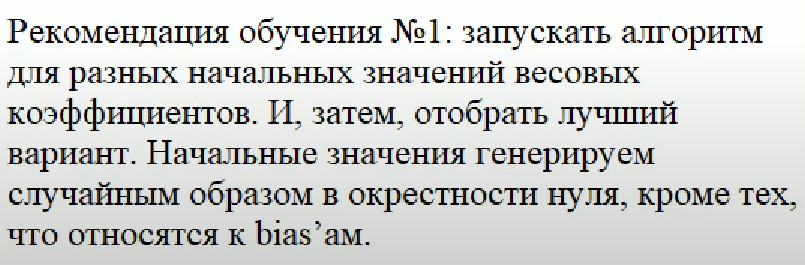 Рекомендация обучения №1: запускать алгоритм
для разных начальных значений весовых
коэффициентов. И, затем, отобрать лучший
вариант. Начальные значения генерируем
случайным образом в окрестности нуля, кроме тех,
что относятся к bias’ам.